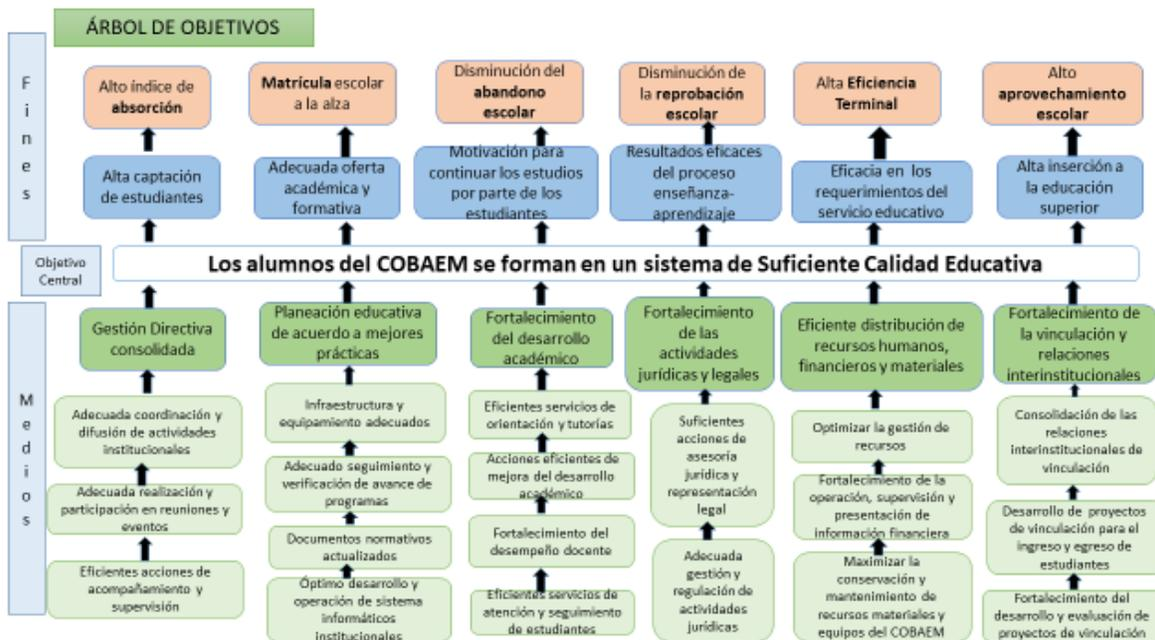 ÁRBOL DE OBJETIVOS
F
i
n
e
s
Alto índice de
absorción
Matrícula escolar
a la alza
Disminución del
abandono
escolar
Disminución de
la reprobación
escolar
Alta Eficiencia
Terminal
Alto
aprovechamiento
escolar
Alta captación
de estudiantes
Adecuada oferta
académica y
formativa
Motivación para
continuar los estudios
por parte de los
estudiantes
Resultados eficaces
del proceso
enseñanza-
aprendizaje
Eficacia en los
requerimientos del
servicio educativo
Alta inserción a
la educación
superior
Objetivo
Central
Los alumnos del COBAEM se forman en un sistema de Suficiente Calidad Educativa
M
e
d
i
o
s
Gestión Directiva
consolidada
Planeación educativa
de acuerdo a mejores
prácticas
Fortalecimiento
del desarrollo
académico
Fortalecimiento
de las
actividades
jurídicas y legales
Eficiente distribución de
recursos humanos,
financieros y materiales
Fortalecimiento de
la vinculación y
relaciones
interinstitucionales
Adecuada coordinación y
difusión de actividades
institucionales
Infraestructura y
equipamiento adecuados
Eficientes servicios de
orientación y tutorías
Suficientes
acciones de
asesoría
jurídica y
representación
legal
Optimizar la gestión de
recursos
Consolidación de las
relaciones
interinstitucionales
de vinculación
Adecuada realización y
participación en reuniones y
eventos
Adecuado seguimiento y
verificación de avance de
programas
Acciones eficientes de
mejora del desarrollo
académico
Fortalecimiento de la
operación, supervisión y
presentación de
información financiera
Desarrollo de proyectos
de vinculación para el
ingreso y egreso de
estudiantes
Documentos normativos
actualizados
Fortalecimiento del
desempeño docente
Eficientes acciones de
acompañamiento y
supervisión
Óptimo desarrollo y
operación de sistema
informáticos
institucionales
Eficientes servicios de
atención y seguimiento
de estudiantes
Adecuada
gestión y
regulación de
actividades
jurídicas
Maximizar la
conservación y
mantenimiento de
recursos materiales y
equipos del COBAEM
Fortalecimiento del
desarrollo y evaluación de
proyectos de vinculación